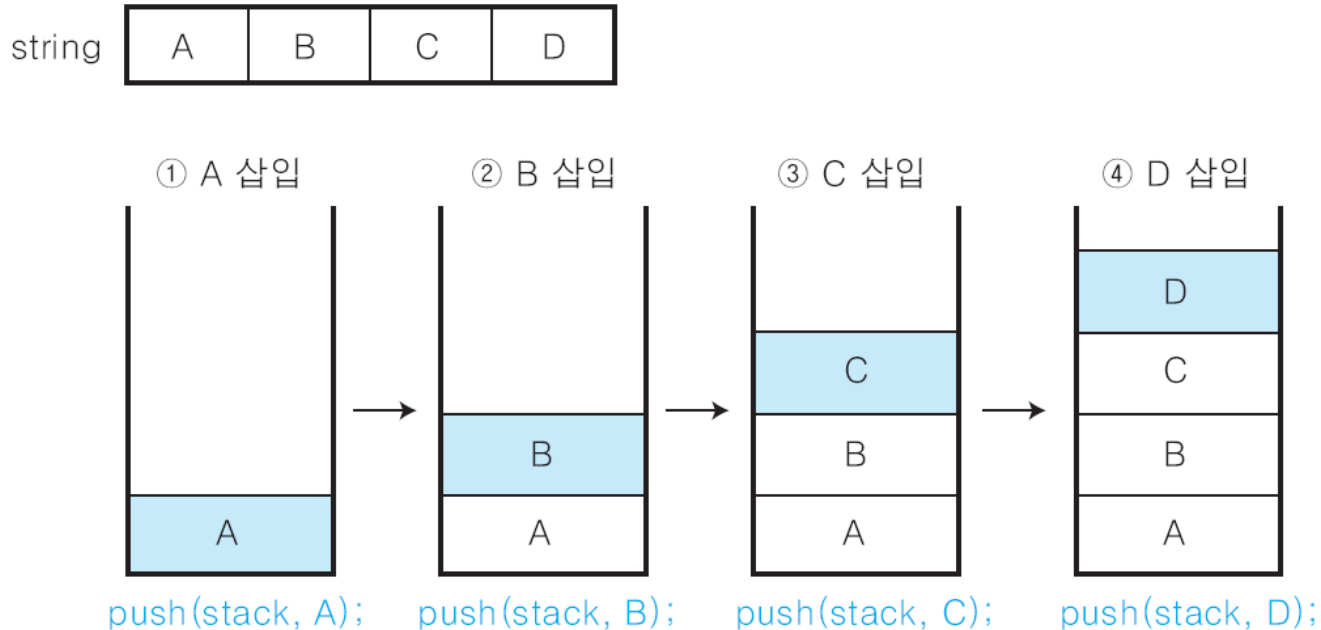 string A B C D
① A 삽입 ② B 삽입 ③ C 삽입 ④ D 삽입
D
C C
B B B
A A A A
push(stack, A); push(stack, B); push(stack, C); push(stack, D);